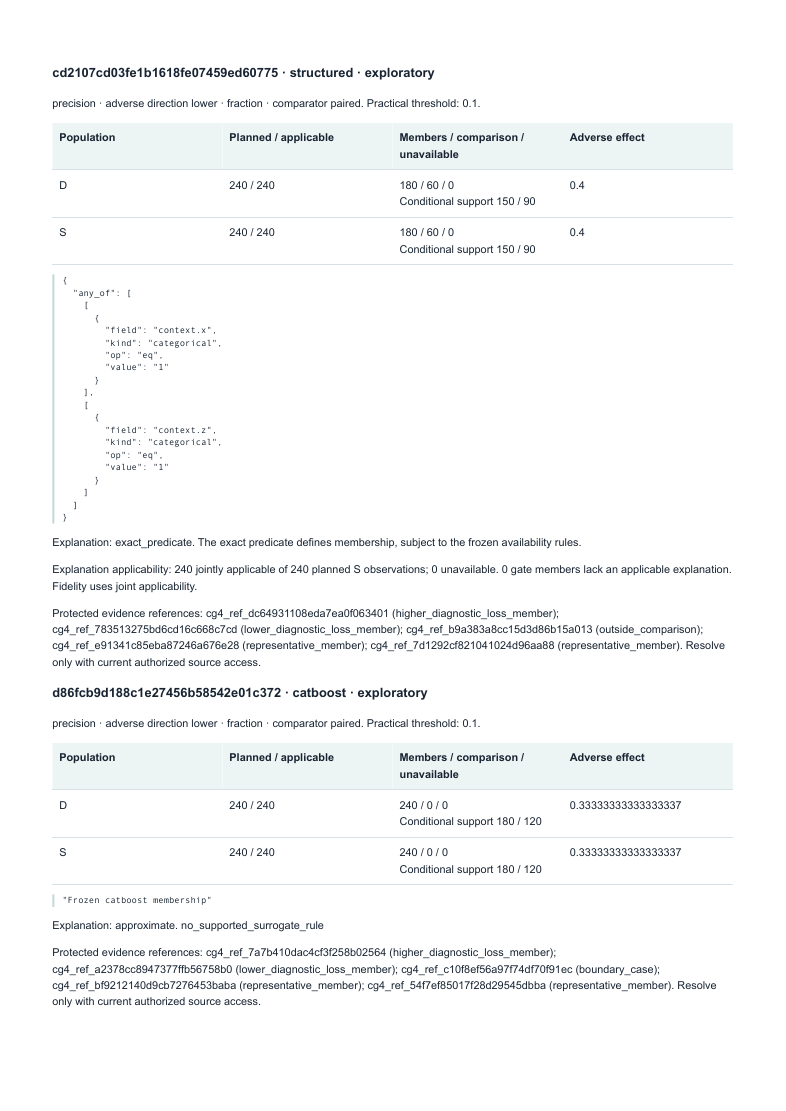 cd2107cd03fe1b1618fe07459ed60775 · structured · exploratory
precision · adverse direction lower · fraction · comparator paired. Practical threshold: 0.1.
Population Planned / applicable Members / comparison / unavailable Adverse effect
D 240 / 240 180 / 60 / 0 0.4
Conditional support 150 / 90
S 240 / 240 180 / 60 / 0 0.4
Conditional support 150 / 90
{
  "any_of": [
    [
      {
        "field": "context.x",
        "kind": "categorical",
        "op": "eq",
        "value": "1"
      }
    ],
    [
      {
        "field": "context.z",
        "kind": "categorical",
        "op": "eq",
        "value": "1"
      }
    ]
  ]
}
Explanation: exact_predicate. The exact predicate defines membership, subject to the frozen availability rules.
Explanation applicability: 240 jointly applicable of 240 planned S observations; 0 unavailable. 0 gate members lack an applicable explanation.
Fidelity uses joint applicability.
Protected evidence references: cg4_ref_dc64931108eda7ea0f063401 (higher_diagnostic_loss_member);
cg4_ref_783513275bd6cd16c668c7cd (lower_diagnostic_loss_member); cg4_ref_b9a383a8cc15d3d86b15a013 (outside_comparison);
cg4_ref_e91341c85eba87246a676e28 (representative_member); cg4_ref_7d1292cf821041024d96aa88 (representative_member). Resolve
only with current authorized source access.
d86fcb9d188c1e27456b58542e01c372 · catboost · exploratory
precision · adverse direction lower · fraction · comparator paired. Practical threshold: 0.1.
Population Planned / applicable Members / comparison / unavailable Adverse effect
D 240 / 240 240 / 0 / 0 0.33333333333333337
Conditional support 180 / 120
S 240 / 240 240 / 0 / 0 0.33333333333333337
Conditional support 180 / 120
"Frozen catboost membership"
Explanation: approximate. no_supported_surrogate_rule
Protected evidence references: cg4_ref_7a7b410dac4cf3f258b02564 (higher_diagnostic_loss_member);
cg4_ref_a2378cc8947377ffb56758b0 (lower_diagnostic_loss_member); cg4_ref_c10f8ef56a97f74df70f91ec (boundary_case);
cg4_ref_bf9212140d9cb7276453baba (representative_member); cg4_ref_54f7ef85017f28d29545dbba (representative_member). Resolve
only with current authorized source access.